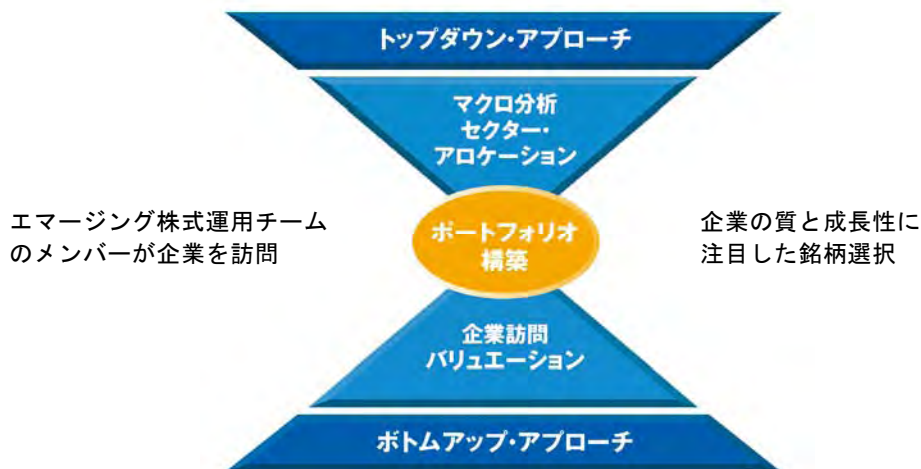 トップダウン・アプローチ
マクロ分析
セクター・
アロケーション
エマージング株式運用チーム
のメンバーが企業を訪問
ポートフォリオ
構築
企業の質と成長性に
注目した銘柄選択
企業訪問
バリュエーション
ボトムアップ・アプローチ